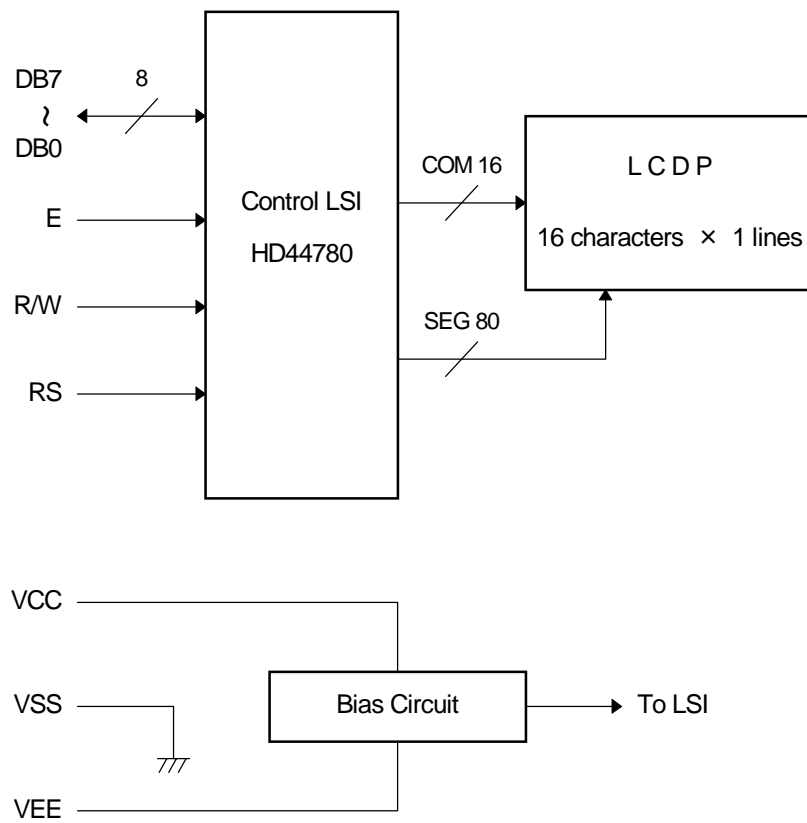 DB7
~
DB0
8
E
R/W
RS
Control LSI
HD44780
COM 16
SEG 80
L C D P
16 characters × 1 lines
VCC
VSS
VEE
Bias Circuit
To LSI